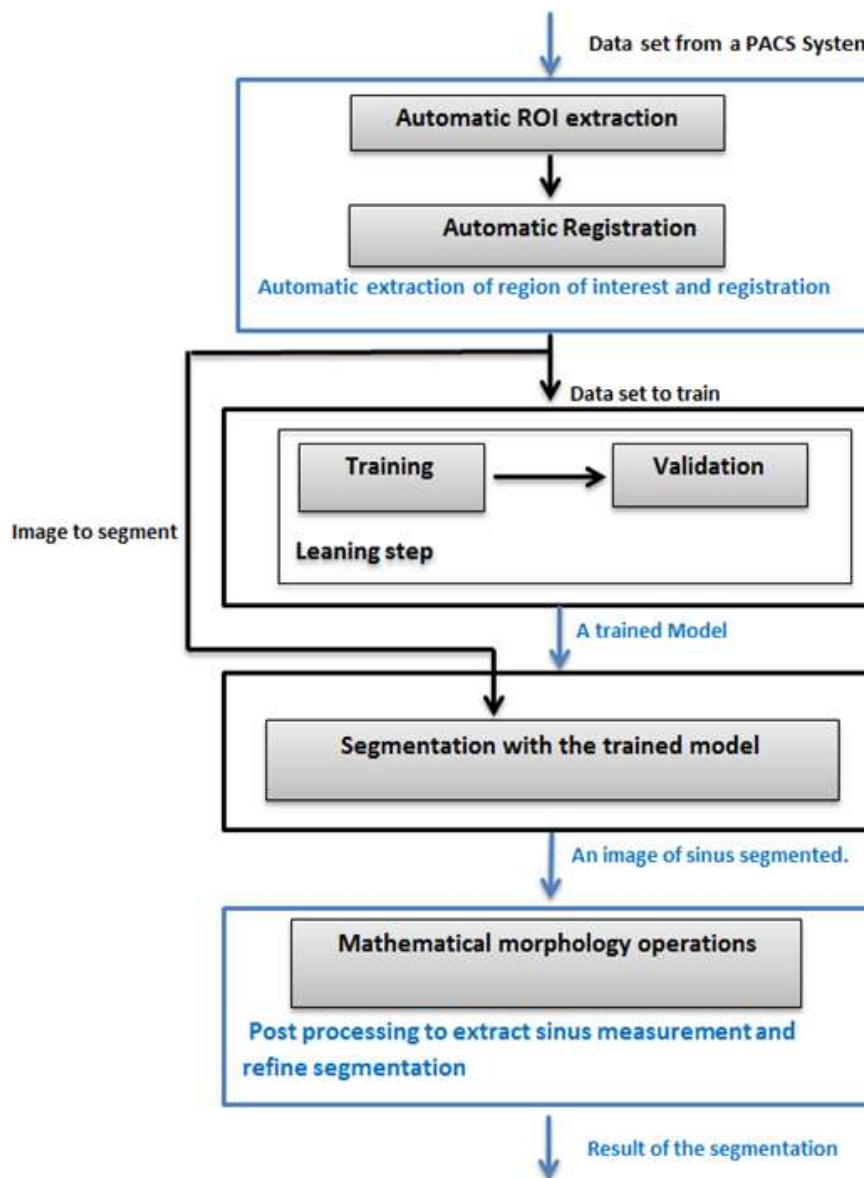 Data set from a PACS System
Automatic ROI extraction
Automatic Registration
Automatic extraction of region of interest and registration
Data set to train
Training
Validation
Image to segment
Leaning step
A trained Model
Segmentation with the trained model
An image of sinus segmented.
Mathematical morphology operations
Post processing to extract sinus measurement and
refine segmentation
Result of the segmentation